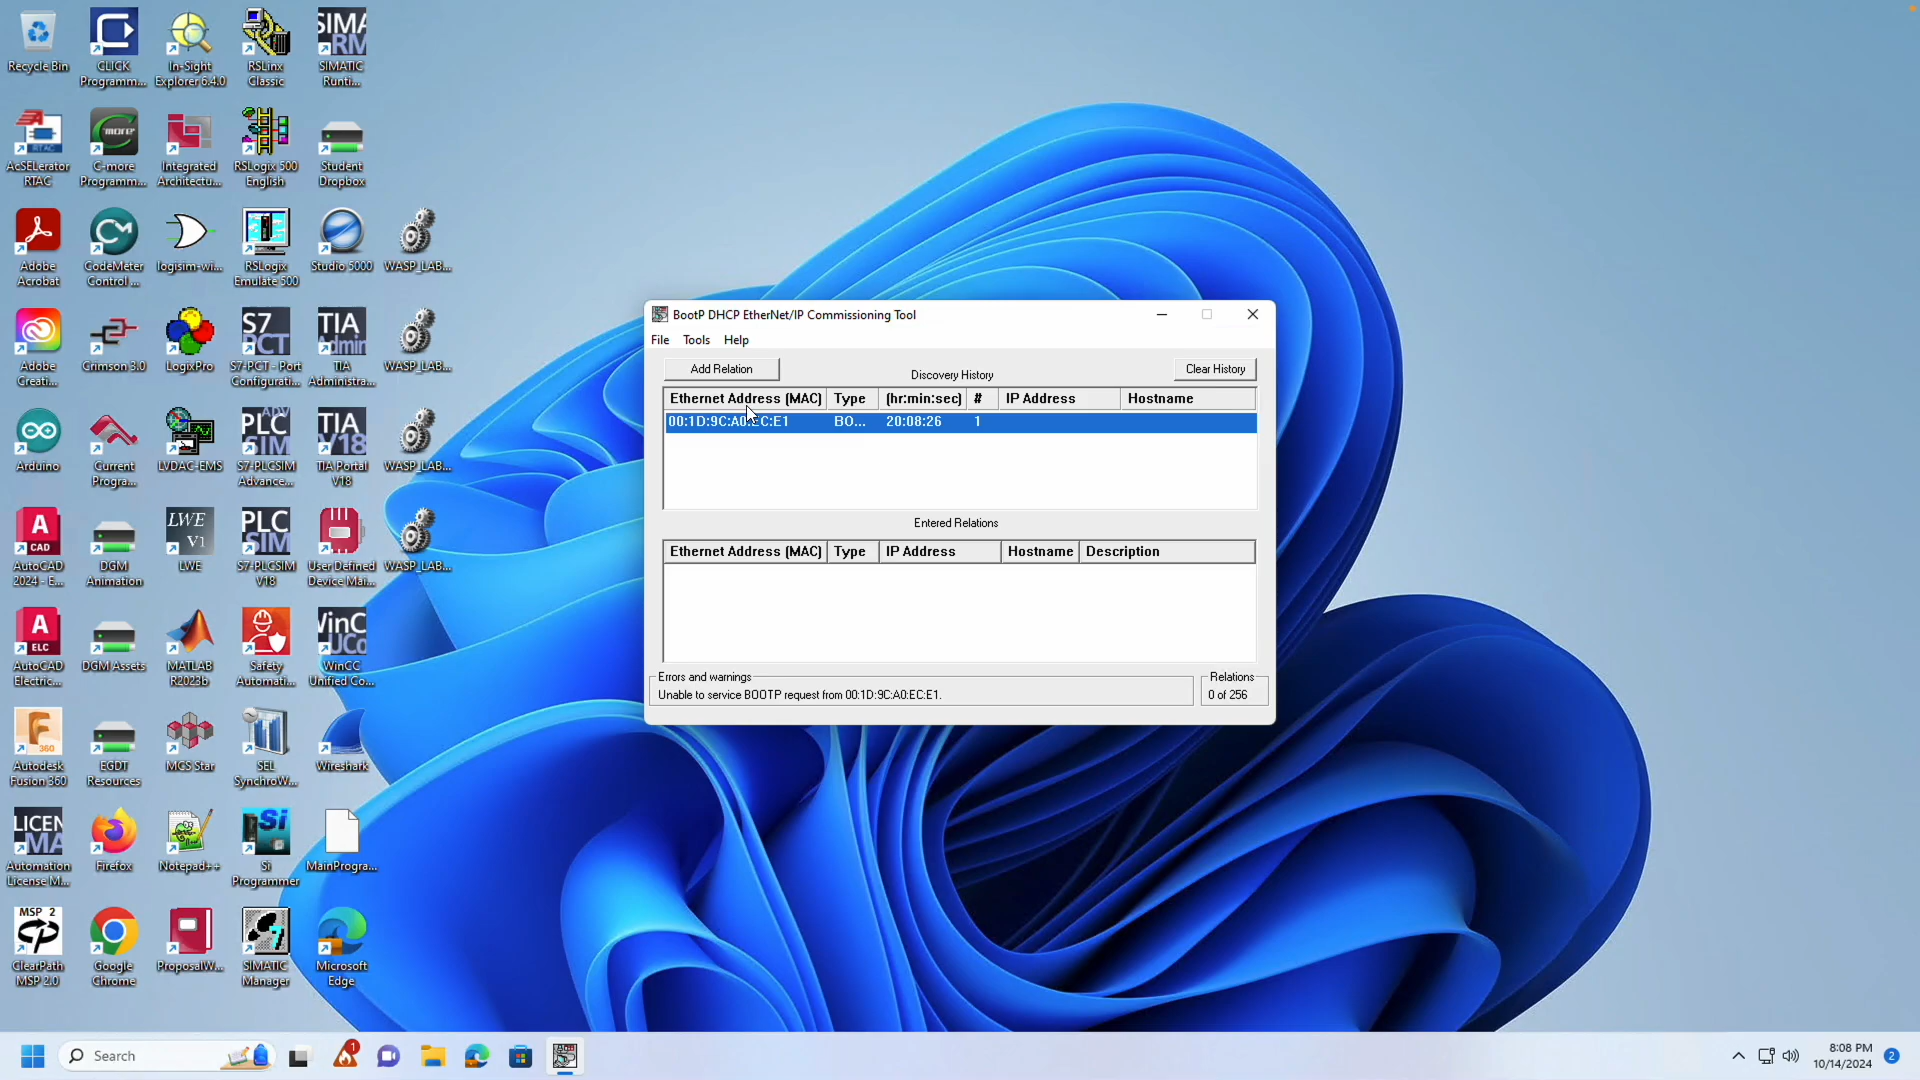 Recycle Bin
CLICK
Programm...
In-Sight
Explorer 6.4.0
RSLinx
Classic
SIMATIC
Runti...
AcSELerator
RTAC
C-more
Programm...
Integrated
Architectu...
RSLogix 500
English
Student
Dropbox
Adobe
Acrobat
CodeMeter
Control ...
logisim-wi...
RSLogix
Emulate 500
Studio 5000
WASP_LAB...
Adobe
Creati...
Crimson 3.0
LogixPro
S7-PCT - Port
Configurati...
TIA
Administra...
WASP_LAB...
Arduino
Current
Progra...
LVDAC-EMS
S7-PLCSIM
Advance...
TIA Portal
V18
WASP_LAB...
AutoCAD
2024 - E...
DGM
Animation
LWE
S7-PLCSIM
V18
User Defined
Device Mai...
WASP_LAB...
AutoCAD
Electric...
DGM Assets
MATLAB
R2023b
Safety
Automati...
WinCC
Unified Co...
Autodesk
Fusion 360
EGDT
Resources
MCS Star
SEL
SynchroW...
Wireshark
Automation
License M...
Firefox
Notepad++
Si
Programmer
MainProgra...
ClearPath
MSP 2.0
Google
Chrome
ProposalW...
SIMATIC
Manager
Microsoft
Edge
BootP DHCP EtherNet/IP Commissioning Tool
File Tools Help
Add Relation
Discovery History
Clear History
Ethernet Address (MAC) Type (hr:min:sec) # IP Address Hostname
00:1D:9C:A0:EC:E1 BO... 20:08:26 1
Entered Relations
Ethernet Address (MAC) Type IP Address Hostname Description
Errors and warnings
Unable to service BOOTP request from 00:1D:9C:A0:EC:E1.
Relations
0 of 256
Search
1
8:08 PM
10/14/2024
2